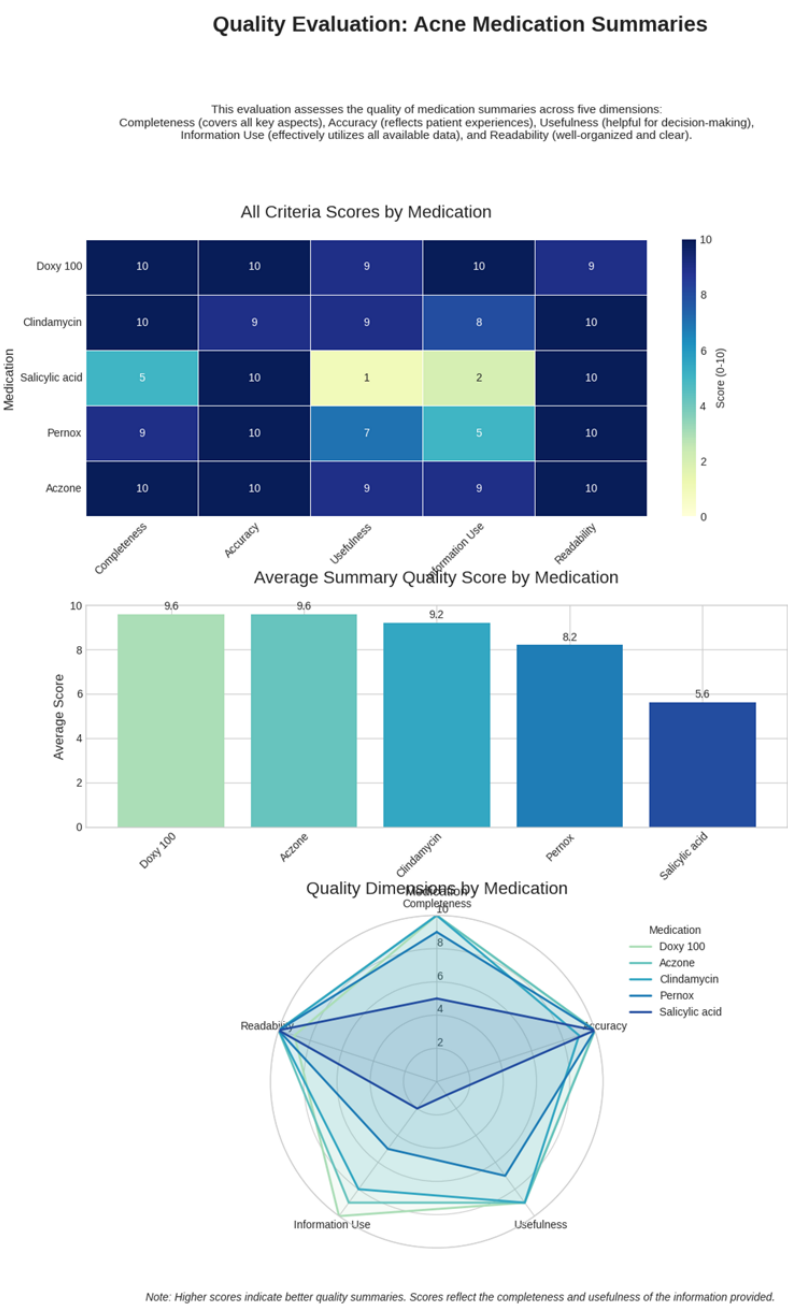 Quality Evaluation: Acne Medication Summaries
This evaluation assesses the quality of medication summaries across five dimensions:
Completeness (covers all key aspects), Accuracy (reflects patient experiences), Usefulness (helpful for decision-making),
Information Use (effectively utilizes all available data), and Readability (well-organized and clear).
All Criteria Scores by Medication
Medication
Doxy 100 10 10 9 10 9
Clindamycin 10 9 9 8 10
Salicylic acid 5 10 1 2 10
Pernox 9 10 7 5 10
Aczone 10 10 9 9 10
Completeness Accuracy Usefulness Information Use Readability
10
8
6
4
2
0
Score (0-10)
Average Summary Quality Score by Medication
Average Score
10
8
6
4
2
0
9.6 9.6 9.2 8.2 5.6
Doxy 100 Aczone Clindamycin Pernox Salicylic acid
Medication
Quality Dimensions by Medication
Completeness
10
8
6
4
2
Readability
Accuracy
Information Use
Usefulness
Medication
Doxy 100
Aczone
Clindamycin
Pernox
Salicylic acid
Note: Higher scores indicate better quality summaries. Scores reflect the completeness and usefulness of the information provided.